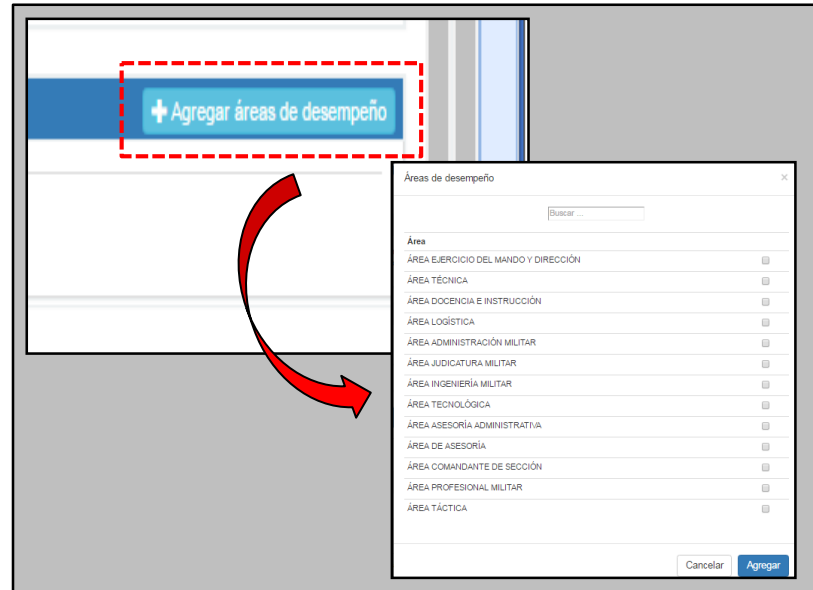 + Agregar áreas de desempeño
Áreas de desempeño ×
Buscar ...
Área
ÁREA EJERCICIO DEL MANDO Y DIRECCIÓN
ÁREA TÉCNICA
ÁREA DOCENCIA E INSTRUCCIÓN
ÁREA LOGÍSTICA
ÁREA ADMINISTRACIÓN MILITAR
ÁREA JUDICATURA MILITAR
ÁREA INGENIERÍA MILITAR
ÁREA TECNOLÓGICA
ÁREA ASESORÍA ADMINISTRATIVA
ÁREA DE ASESORÍA
ÁREA COMANDANTE DE SECCIÓN
ÁREA PROFESIONAL MILITAR
ÁREA TÁCTICA
Cancelar Agregar